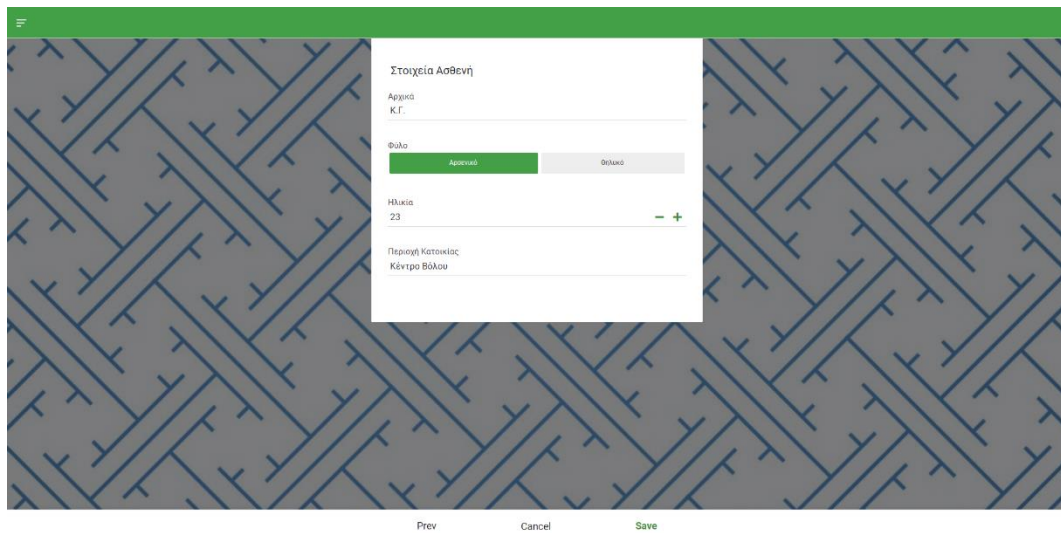 Στοιχεία Ασθενή
Αρχικά
Κ.Γ.
Φύλο
Αρσενικό Θηλυκό
Ηλικία
23
Περιοχή Κατοικίας
Κέντρο Βόλου
Prev Cancel Save